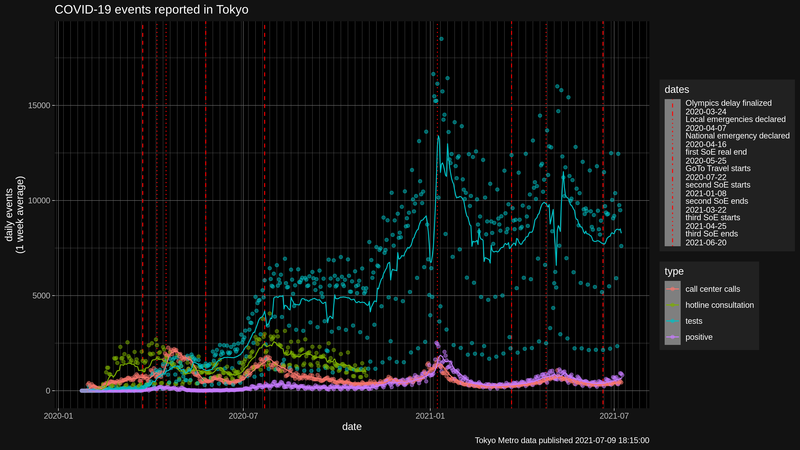 COVID-19 events reported in Tokyo
daily events
(1 week average)
15000
10000
5000
0
2020-01
2020-07
2021-01
2021-07
date
dates
Olympics delay finalized
2020-03-24
Local emergencies declared
2020-04-07
National emergency declared
2020-04-16
first SoE real end
2020-05-25
GoTo Travel starts
2020-07-22
second SoE starts
2021-01-08
second SoE ends
2021-03-22
third SoE starts
2021-04-25
third SoE ends
2021-06-20
type
call center calls
hotline consultation
tests
positive
Tokyo Metro data published 2021-07-09 18:15:00